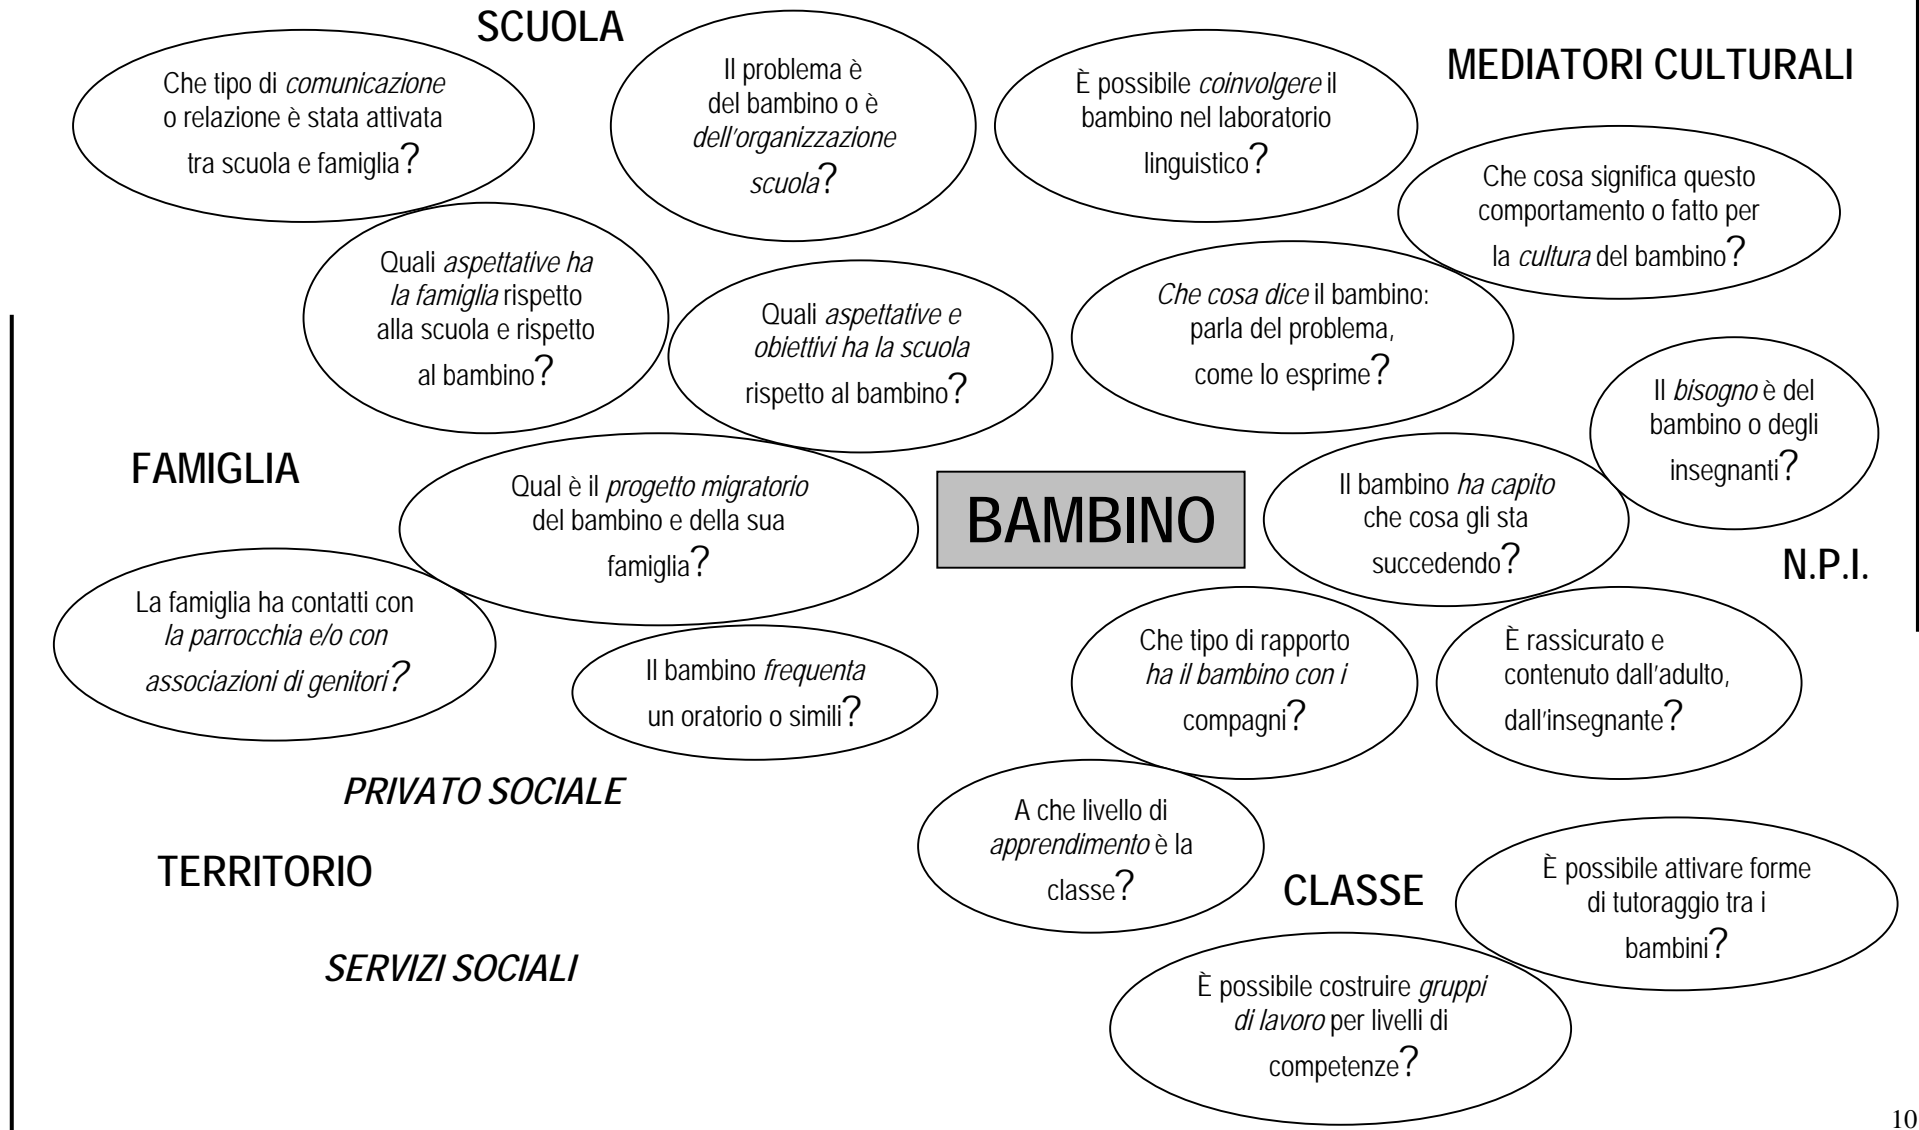 SCUOLA
Che tipo di comunicazione
o relazione è stata attivata
tra scuola e famiglia?
Il problema è
del bambino o è
dell'organizzazione
scuola?
È possibile coinvolgere il
bambino nel laboratorio
linguistico?
MEDIATORI CULTURALI
Che cosa significa questo
comportamento o fatto per
la cultura del bambino?
Quali aspettative ha
la famiglia rispetto
alla scuola e rispetto
al bambino?
Quali aspettative e
obiettivi ha la scuola
rispetto al bambino?
Che cosa dice il bambino:
parla del problema,
come lo esprime?
Il bisogno è del
bambino o degli
insegnanti?
FAMIGLIA
Qual è il progetto migratorio
del bambino e della sua
famiglia?
BAMBINO
Il bambino ha capito
che cosa gli sta
succedendo?
N.P.I.
La famiglia ha contatti con
la parrocchia e/o con
associazioni di genitori?
Il bambino frequenta
un oratorio o simili?
Che tipo di rapporto
ha il bambino con i
compagni?
È rassicurato e
contenuto dall'adulto,
dall'insegnante?
PRIVATO SOCIALE
A che livello di
apprendimento è la
classe?
TERRITORIO
CLASSE
È possibile attivare forme
di tutoraggio tra i
bambini?
SERVIZI SOCIALI
È possibile costruire gruppi
di lavoro per livelli di
competenze?
10